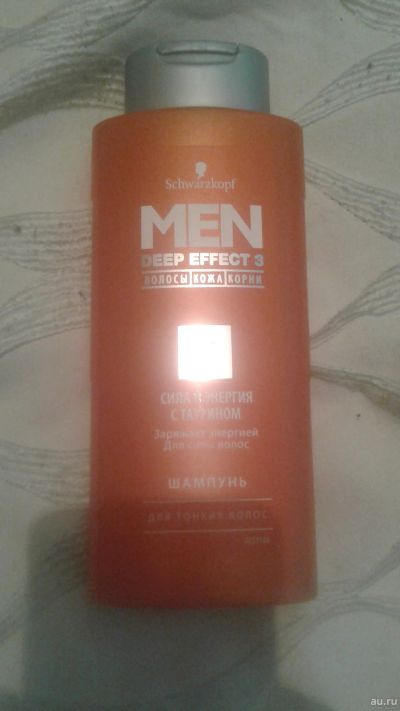 Schwarzkopf
MEN
DEEP EFFECT 3
ВОЛОСЫ КОЖА КОРНИ
СИЛА И ЭНЕРГИЯ
С ТАУРИНОМ
Заряжает энергией
Для силы волос
ШАМПУНЬ
ДЛЯ ТОНКИХ ВОЛОС
au.ru